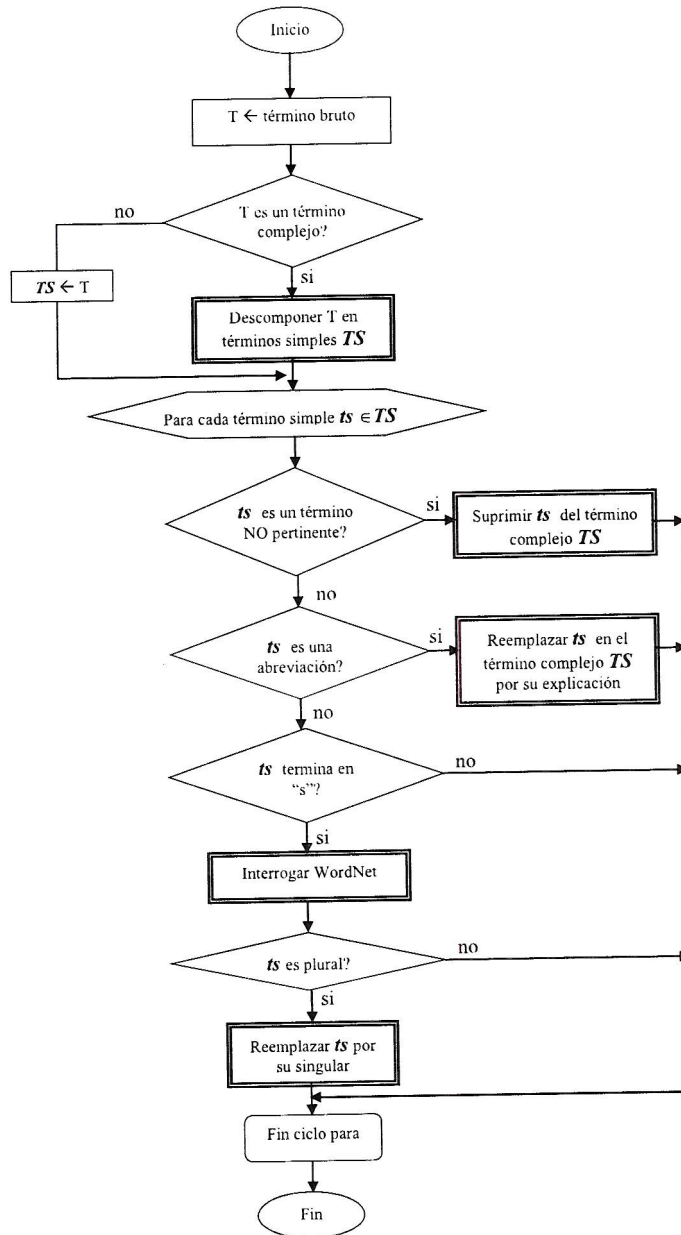 Inicio
T ← término bruto
no
T es un término
complejo?
TS ← T
si
Descomponer T en
términos simples TS
Para cada término simple ts ∈ TS
ts es un término
NO pertinente?
si
Suprimir ts del término
complejo TS
no
ts es una
abreviación?
si
Reemplazar ts en el
término complejo TS
por su explicación
no
ts termina en
“s”?
no
si
Interrogar WordNet
ts es plural?
no
si
Reemplazar ts por
su singular
Fin ciclo para
Fin